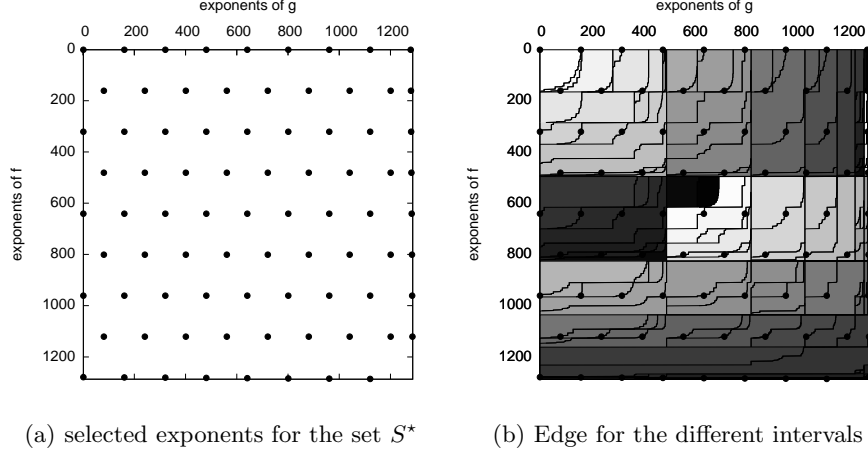 exponents of g
0 200 400 600 800 1000 1200
0
200
400
600
800
1000
1200
exponents of f
(a) selected exponents for the set S⋆
exponents of g
0 200 400 600 800 1000 1200
0
200
400
600
800
1000
1200
exponents of f
(b) Edge for the different intervals